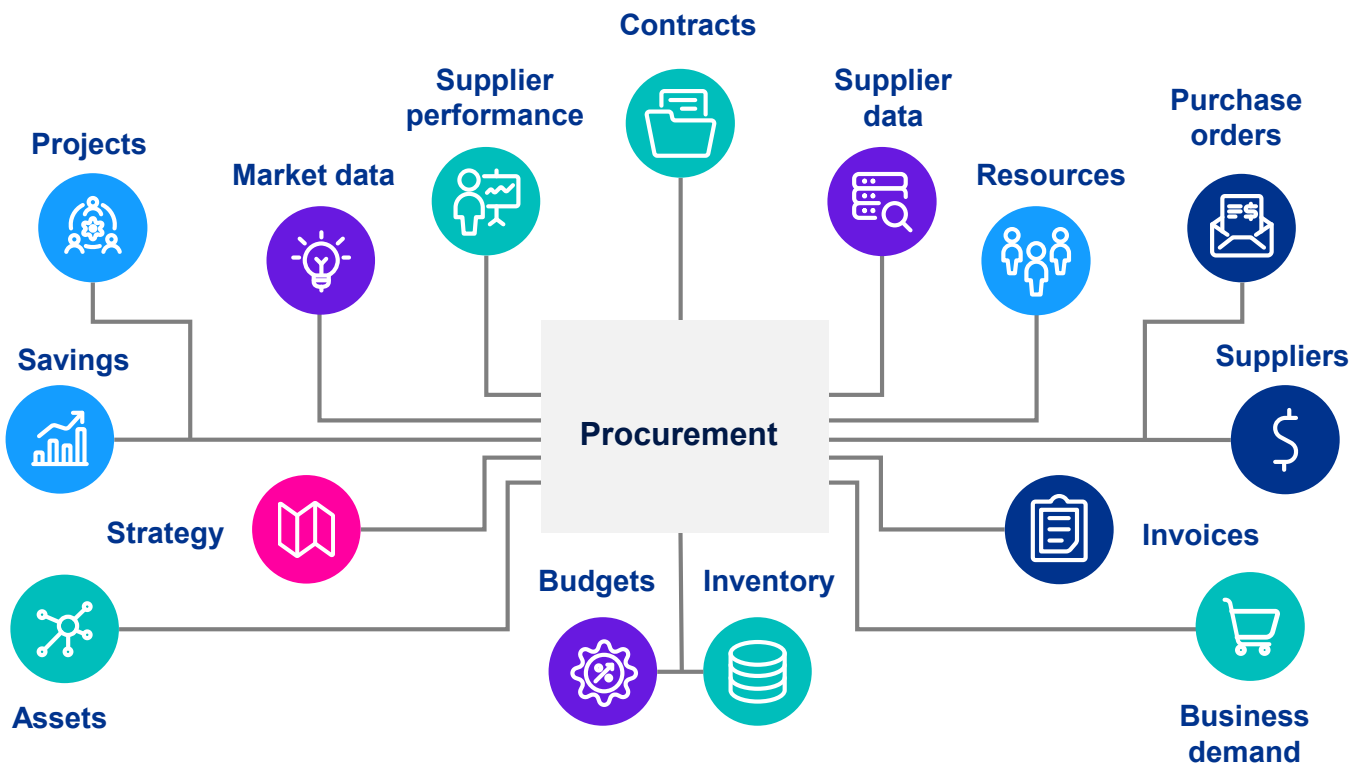 Contracts
Supplier
performance
Supplier
data
Purchase
orders
Projects
Market data
Resources
=$
Savings
Suppliers
Procurement
$
Strategy
Invoices
Budgets
Inventory
%
Assets
Business
demand